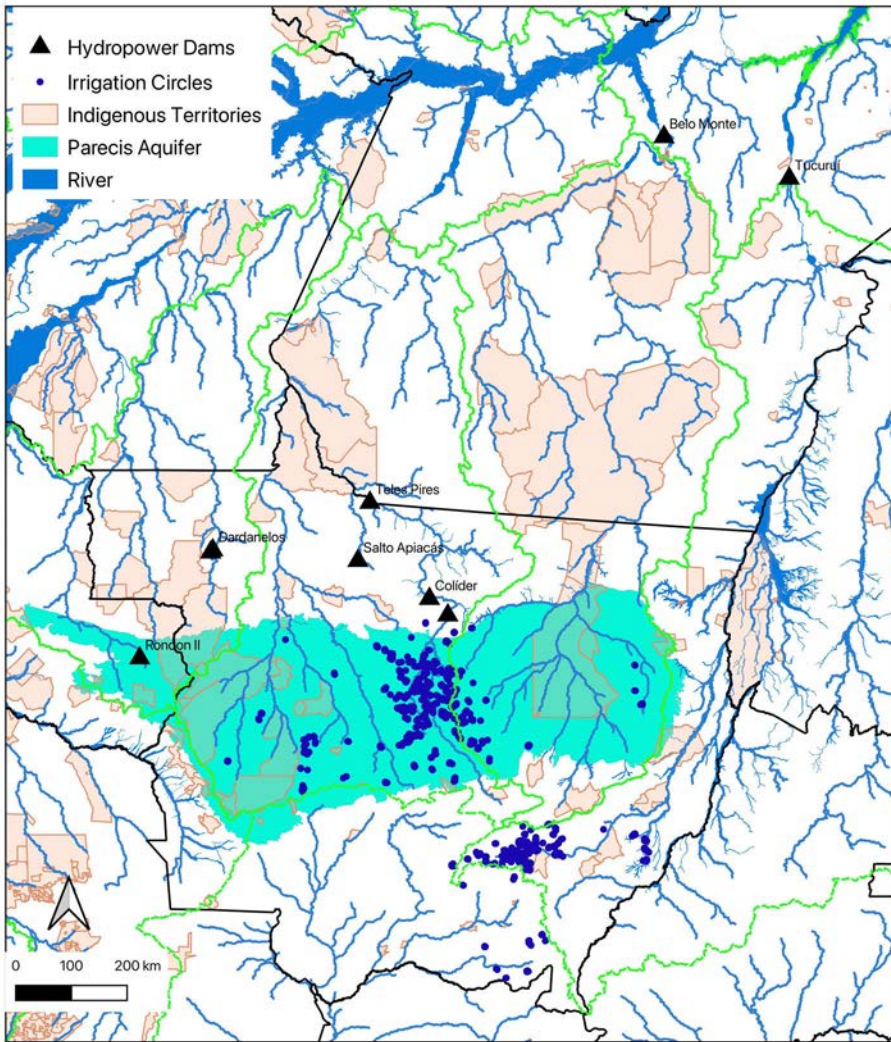 Hydropower Dams
Irrigation Circles
Indigenous Territories
Parecis Aquifer
River
Belo Monte
Tucuruí
Teles Pires
Dardanelos
Salto Apiacás
Colíder
Rondon II
0 100 200 km